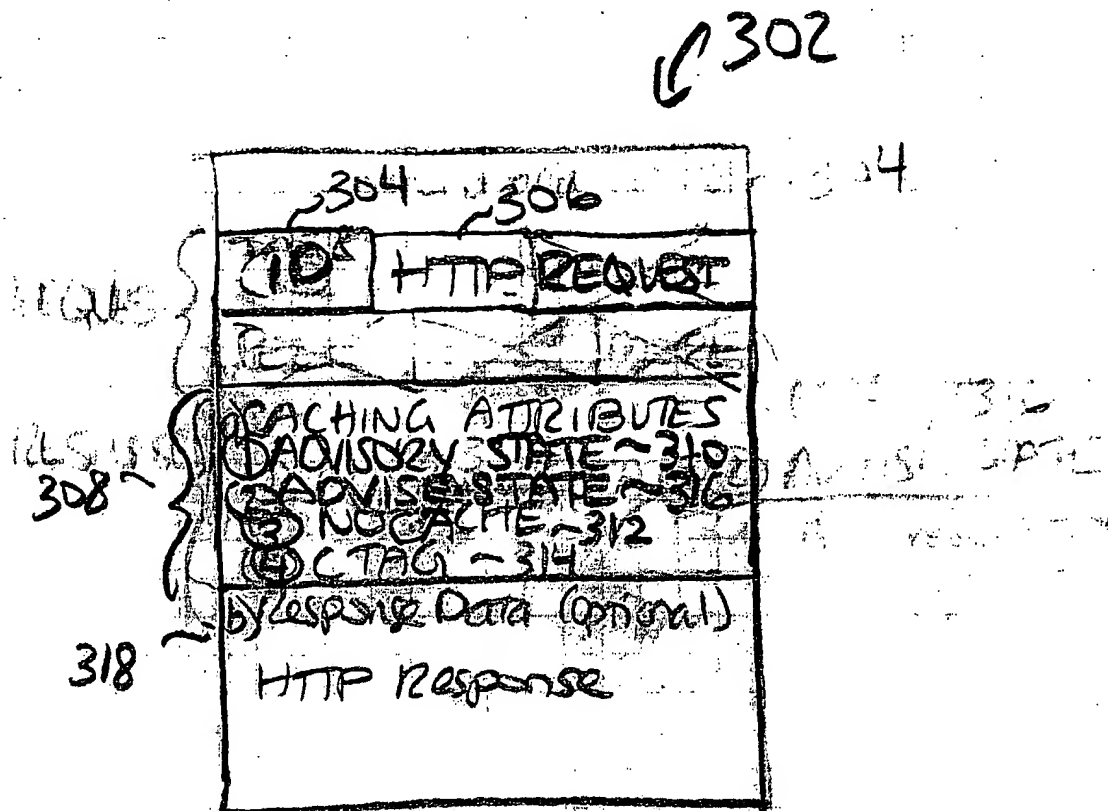 302
304 306
CID HTTP REQUEST
a) CACHING ATTRIBUTES
① ADVISORY STATE ~310
② ADVISE STATE ~316
③ NOCACHE ~312
④ CTAG ~314
308
b) Response Data (optional)
318
HTTP Response